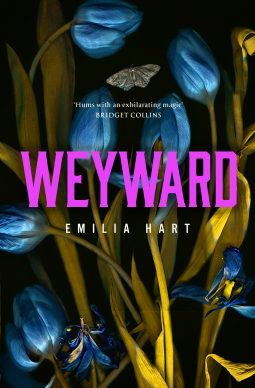 'Hums with an exhilarating magic'
BRIDGET COLLINS
WEYWARD
EMILIA HART